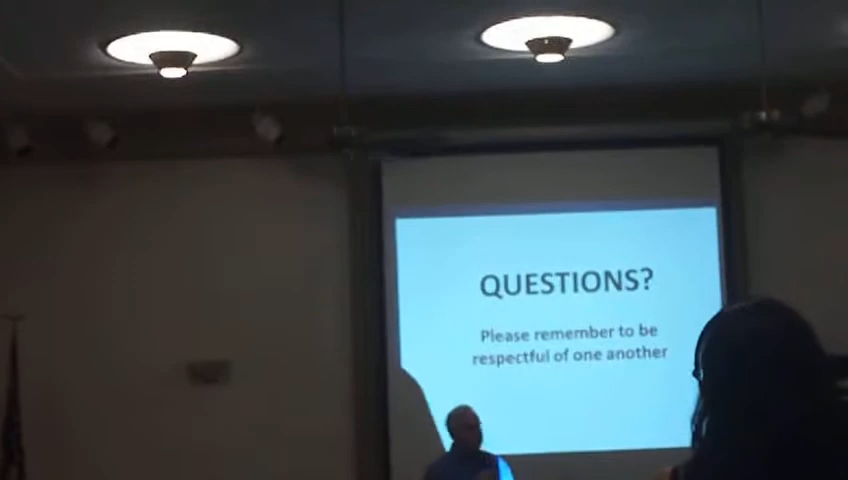 QUESTIONS?
Please remember to be
respectful of one another